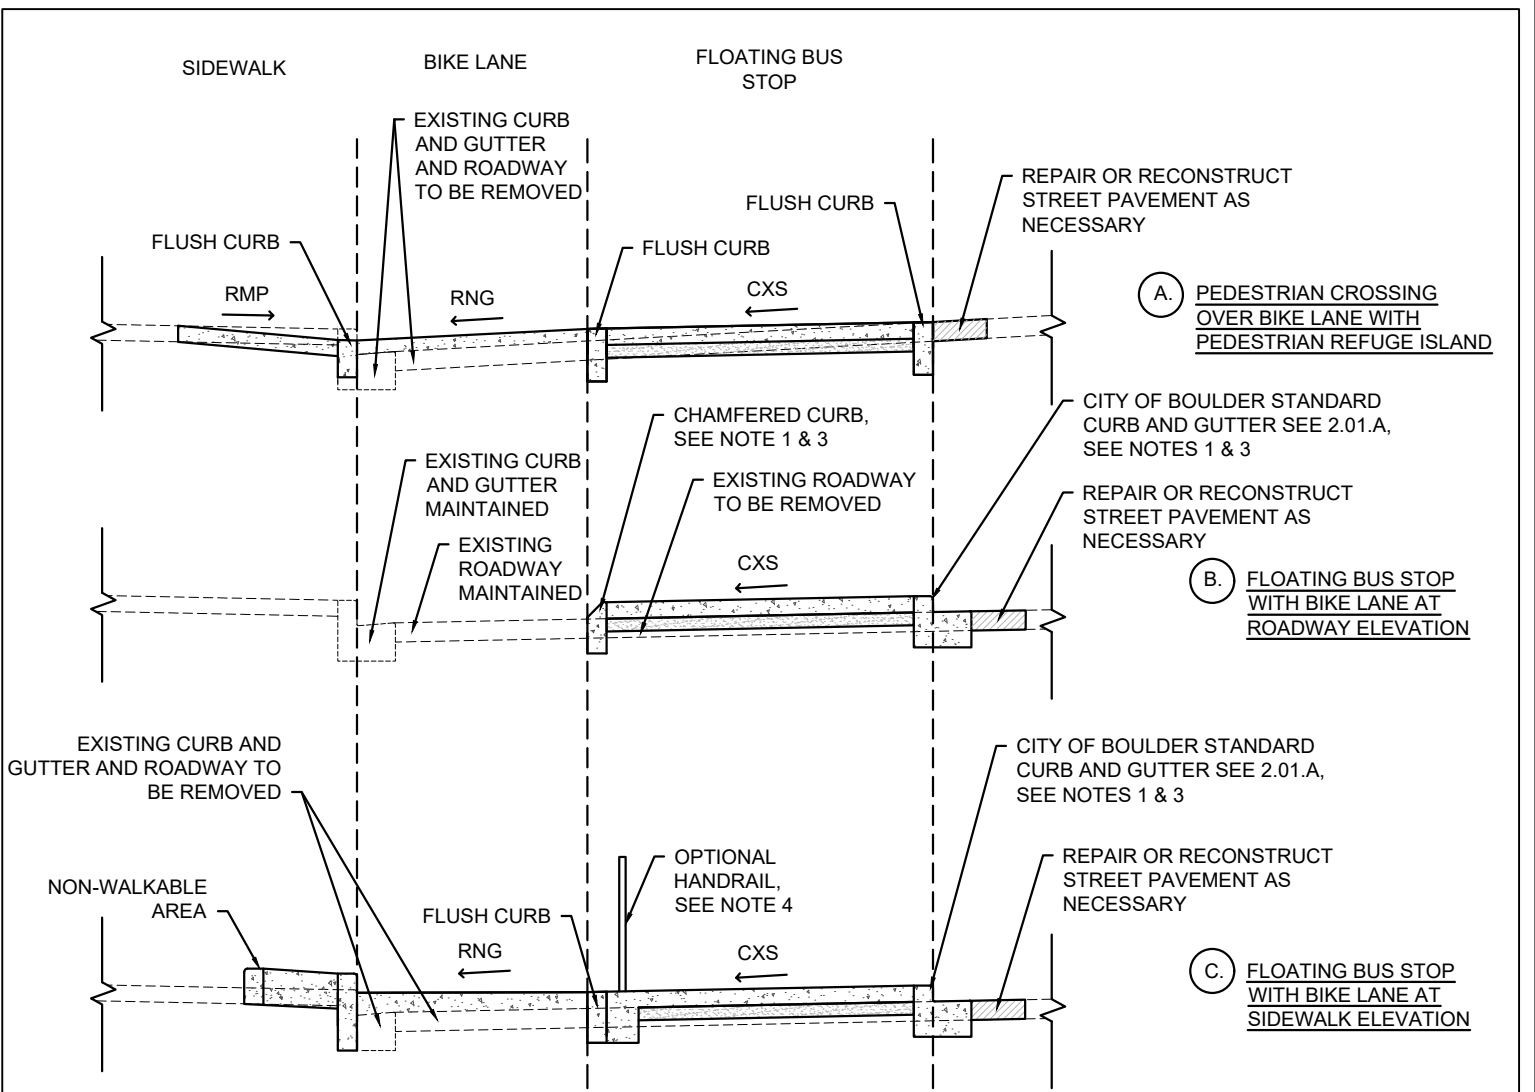 SIDEWALK
BIKE LANE
FLOATING BUS
STOP
EXISTING CURB
AND GUTTER
AND ROADWAY
TO BE REMOVED
REPAIR OR RECONSTRUCT
STREET PAVEMENT AS
NECESSARY
FLUSH CURB
FLUSH CURB
FLUSH CURB
RMP
RNG
CXS
A.
PEDESTRIAN CROSSING
OVER BIKE LANE WITH
PEDESTRIAN REFUGE ISLAND
CHAMFERED CURB,
SEE NOTE 1 & 3
CITY OF BOULDER STANDARD
CURB AND GUTTER SEE 2.01.A,
SEE NOTES 1 & 3
EXISTING CURB
AND GUTTER
MAINTAINED
EXISTING ROADWAY
TO BE REMOVED
REPAIR OR RECONSTRUCT
STREET PAVEMENT AS
NECESSARY
EXISTING
ROADWAY
MAINTAINED
CXS
B.
FLOATING BUS STOP
WITH BIKE LANE AT
ROADWAY ELEVATION
EXISTING CURB AND
GUTTER AND ROADWAY TO
BE REMOVED
CITY OF BOULDER STANDARD
CURB AND GUTTER SEE 2.01.A,
SEE NOTES 1 & 3
NON-WALKABLE
AREA
OPTIONAL
HANDRAIL,
SEE NOTE 4
REPAIR OR RECONSTRUCT
STREET PAVEMENT AS
NECESSARY
FLUSH CURB
RNG
CXS
C.
FLOATING BUS STOP
WITH BIKE LANE AT
SIDEWALK ELEVATION